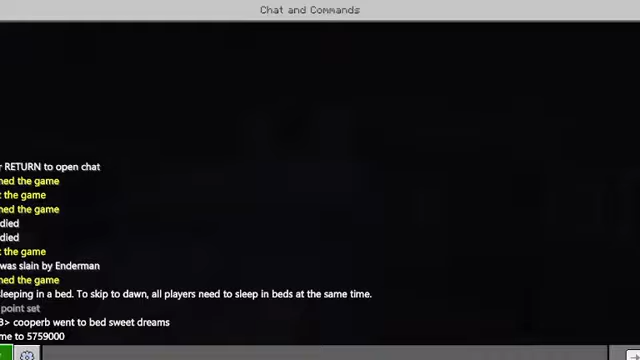 Chat and Commands
r RETURN to open chat
ned the game
the game
ned the game
died
died
the game
was slain by Enderman
ned the game
leeping in a bed. To skip to dawn, all players need to sleep in beds at the same time.
point set
> cooperb went to bed sweet dreams
me to 5759000